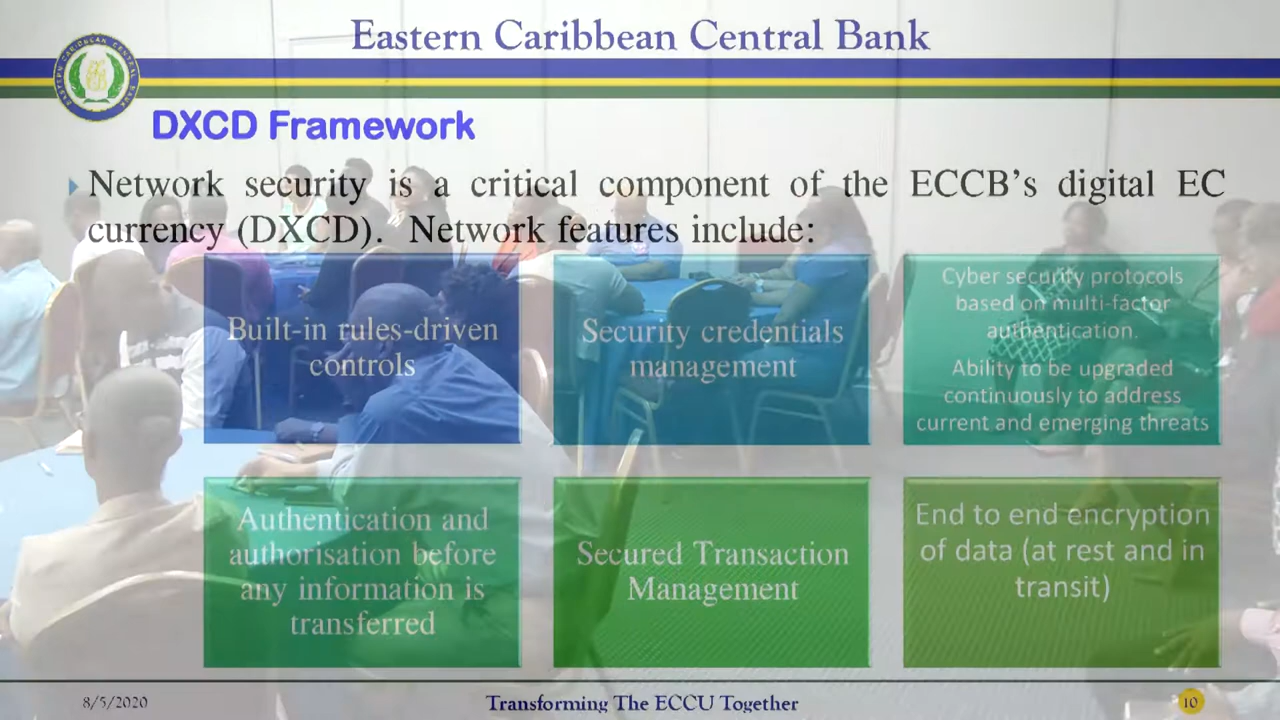 Eastern Caribbean Central Bank
DXCD Framework
Network security is a critical component of the ECCB’s digital EC
currency (DXCD). Network features include:
Built-in rules-driven
controls
Security credentials
management
Cyber security protocols
based on multi-factor
authentication.
Ability to be upgraded
continuously to address
current and emerging threats
Authentication and
authorisation before
any information is
transferred
Secured Transaction
Management
End to end encryption
of data (at rest and in
transit)
8/5/2020
Transforming The ECCU Together
10